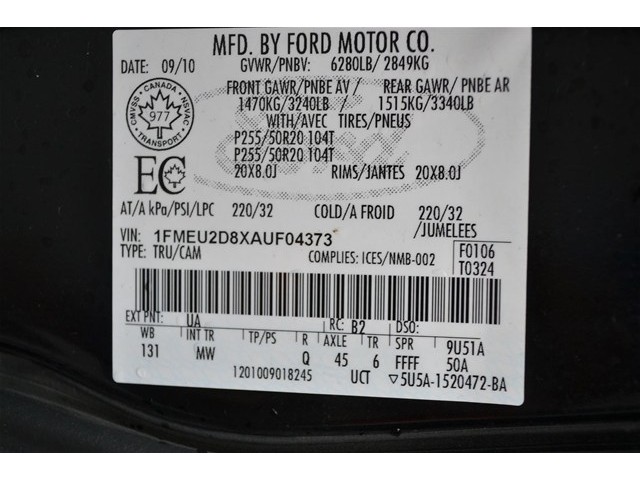 MFD. BY FORD MOTOR CO.
DATE: 09/10 GVWR/PNBV: 6280LB/ 2849KG
FRONT GAWR/ PNBE AV / REAR GAWR/ PNBE AR
1470KG/3240LB 1515KG/3340LB
CMVSS • CANADA • NSVAC
977
TRANSPORT
WITH/AVEC TIRES/PNEUS
P255/50R20 104T
P255/50R20 104T
EC
20X8.0J RIMS/JANTES 20X8.0J
AT/A kPa/PSI/LPC 220/32 COLD/A FROID 220/32
/JUMELEES
VIN: 1FMEU2D8XAUF04373
TYPE: TRU/CAM COMPLIES: ICES/NMB-002
F0106
T0324
EXT PNT: UA RC: B2 DSO:
WB INT TR TP/PS R AXLE TR SPR 9U51A
131 MW Q 45 6 FFFF 50A
1201009018245 UCT ▽5U5A-1520472-BA